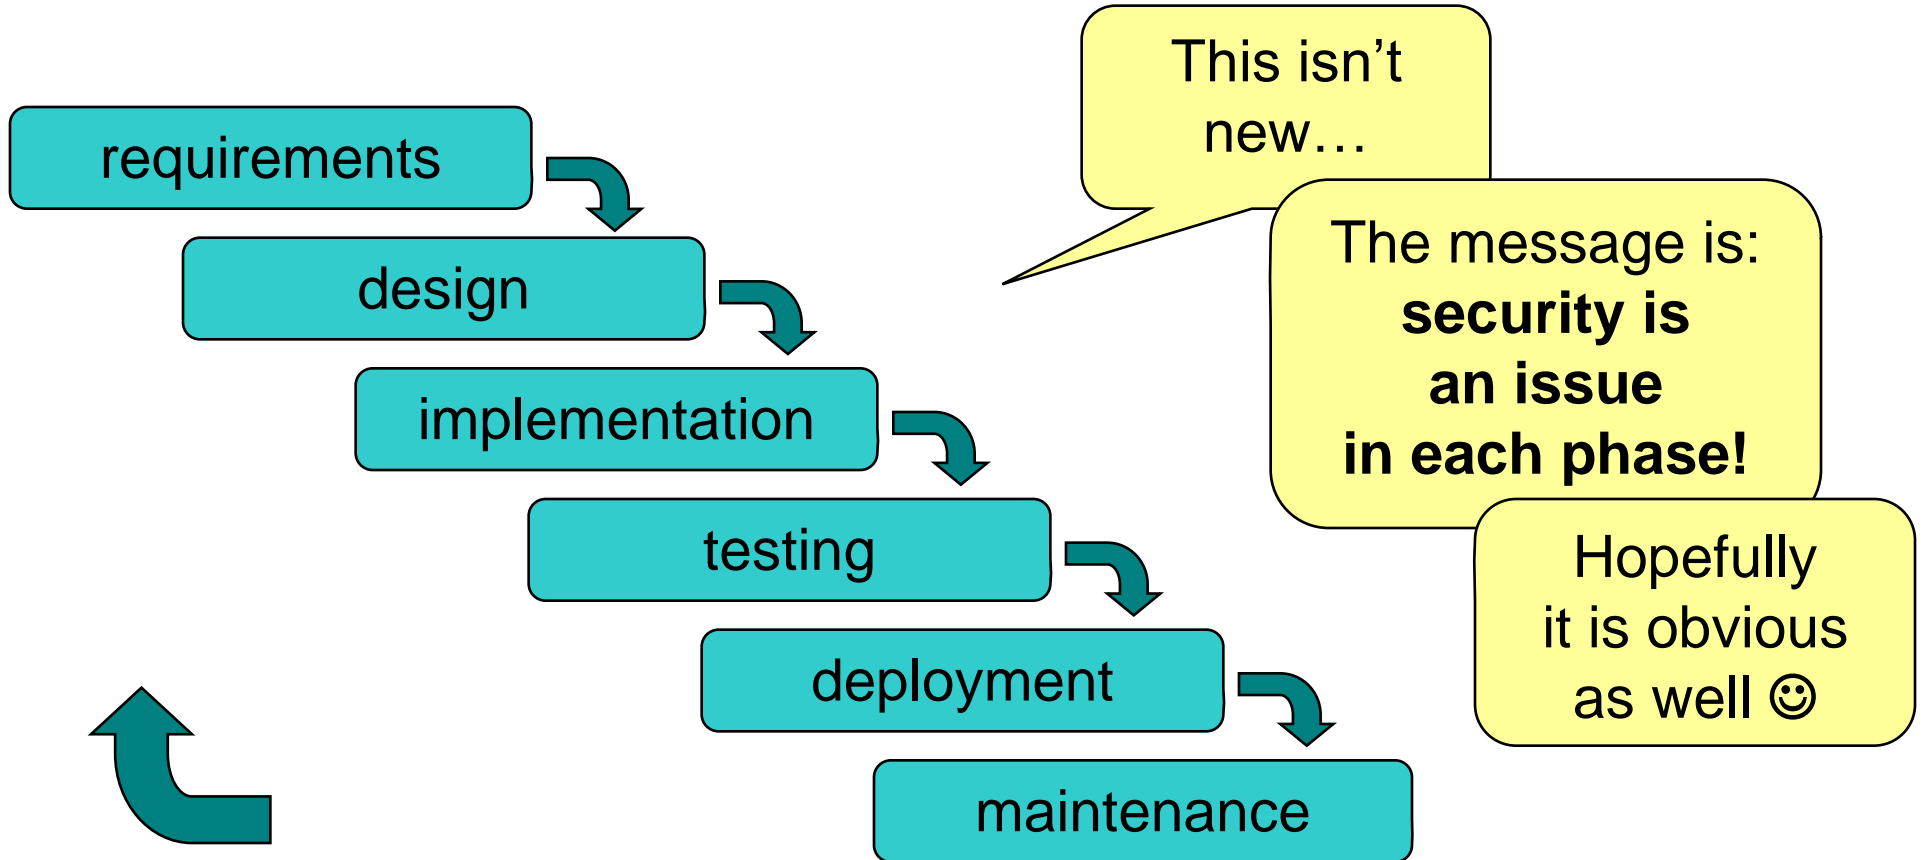 requirements
design
implementation
testing
deployment
maintenance
This isn’t
new…
The message is:
security is
an issue
in each phase!
Hopefully
it is obvious
as well ☺